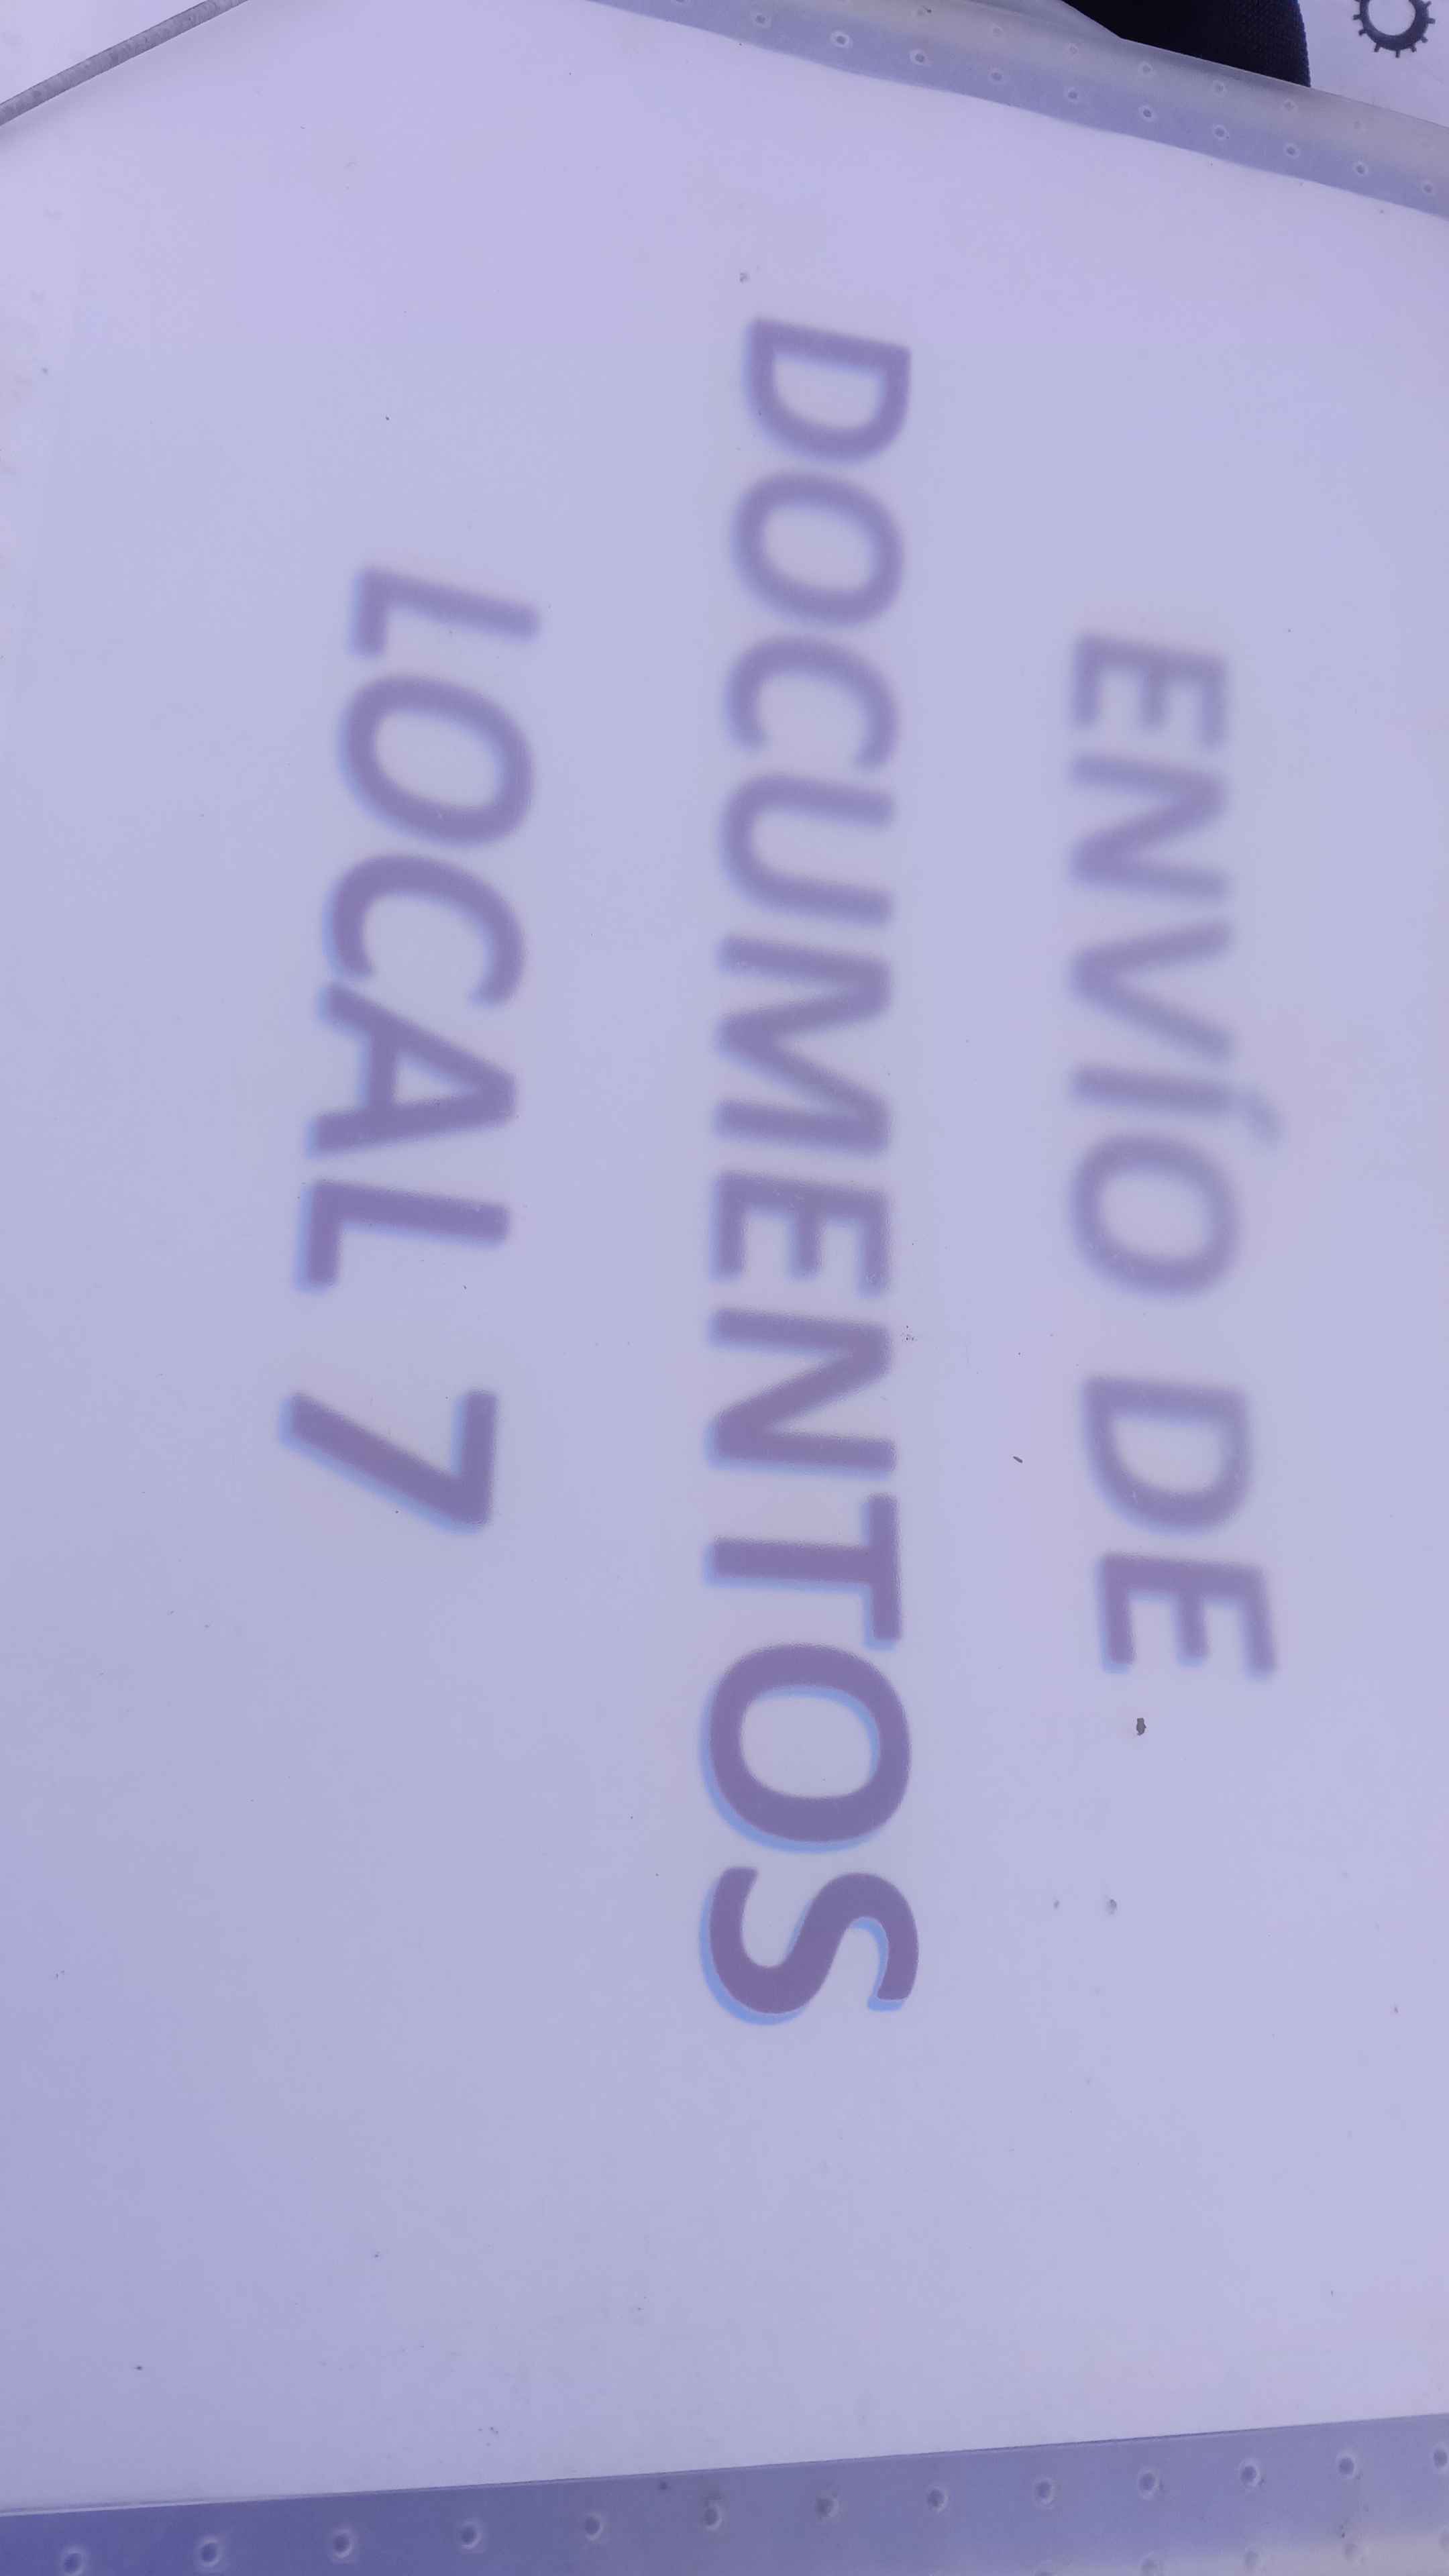 ENVÍO DE
DOCUMENTOS
LOCAL 7